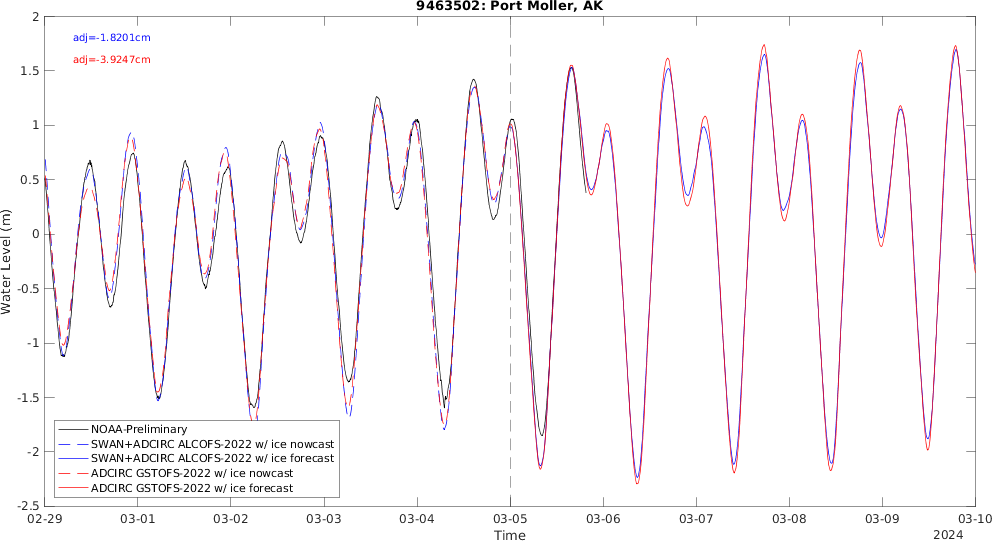 9463502: Port Moller, AK
adj=-1.8201cm
adj=-3.9247cm
2
1.5
1
0.5
0
-0.5
-1
-1.5
-2
-2.5
Water Level (m)
NOAA-Preliminary
SWAN+ADCIRC ALCOFS-2022 w/ ice nowcast
SWAN+ADCIRC ALCOFS-2022 w/ ice forecast
ADCIRC GSTOFS-2022 w/ ice nowcast
ADCIRC GSTOFS-2022 w/ ice forecast
02-29 03-01 03-02 03-03 03-04 03-05 03-06 03-07 03-08 03-09 03-10
Time
2024